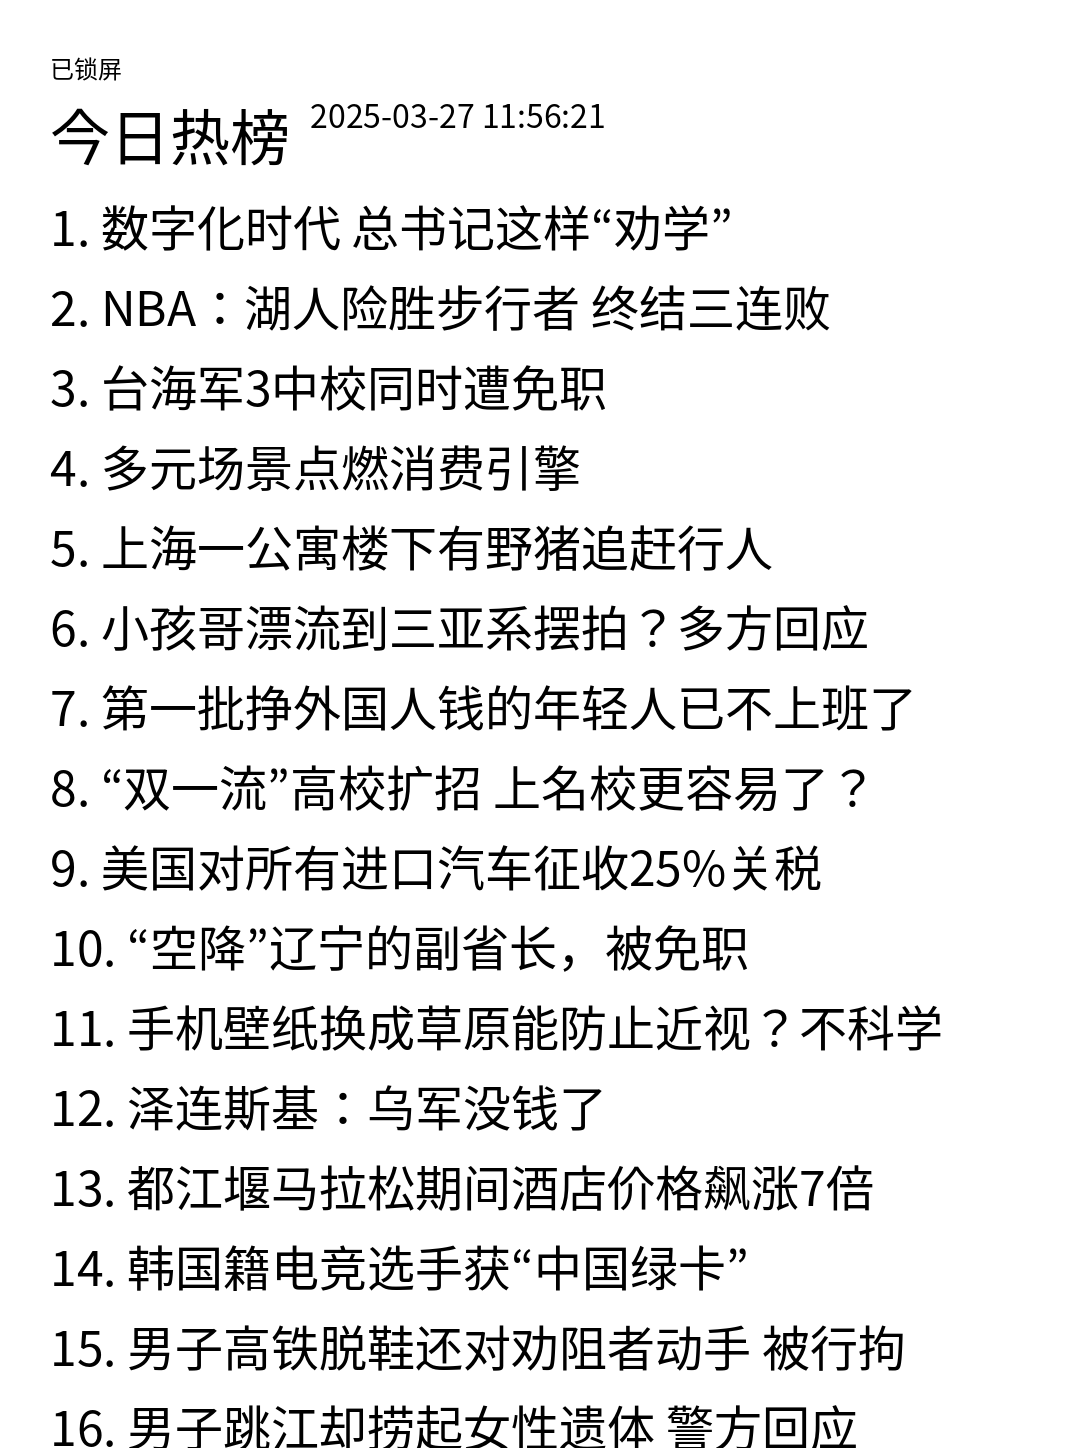 已锁屏
今日热榜 2025-03-27 11:56:21
1. 数字化时代 总书记这样“劝学”
2. NBA：湖人险胜步行者 终结三连败
3. 台海军3中校同时遭免职
4. 多元场景点燃消费引擎
5. 上海一公寓楼下有野猪追赶行人
6. 小孩哥漂流到三亚系摆拍？多方回应
7. 第一批挣外国人钱的年轻人已不上班了
8. “双一流”高校扩招 上名校更容易了？
9. 美国对所有进口汽车征收25%关税
10. “空降”辽宁的副省长，被免职
11. 手机壁纸换成草原能防止近视？不科学
12. 泽连斯基：乌军没钱了
13. 都江堰马拉松期间酒店价格飙涨7倍
14. 韩国籍电竞选手获“中国绿卡”
15. 男子高铁脱鞋还对劝阻者动手 被行拘
16. 男子跳江却捞起女性遗体 警方回应